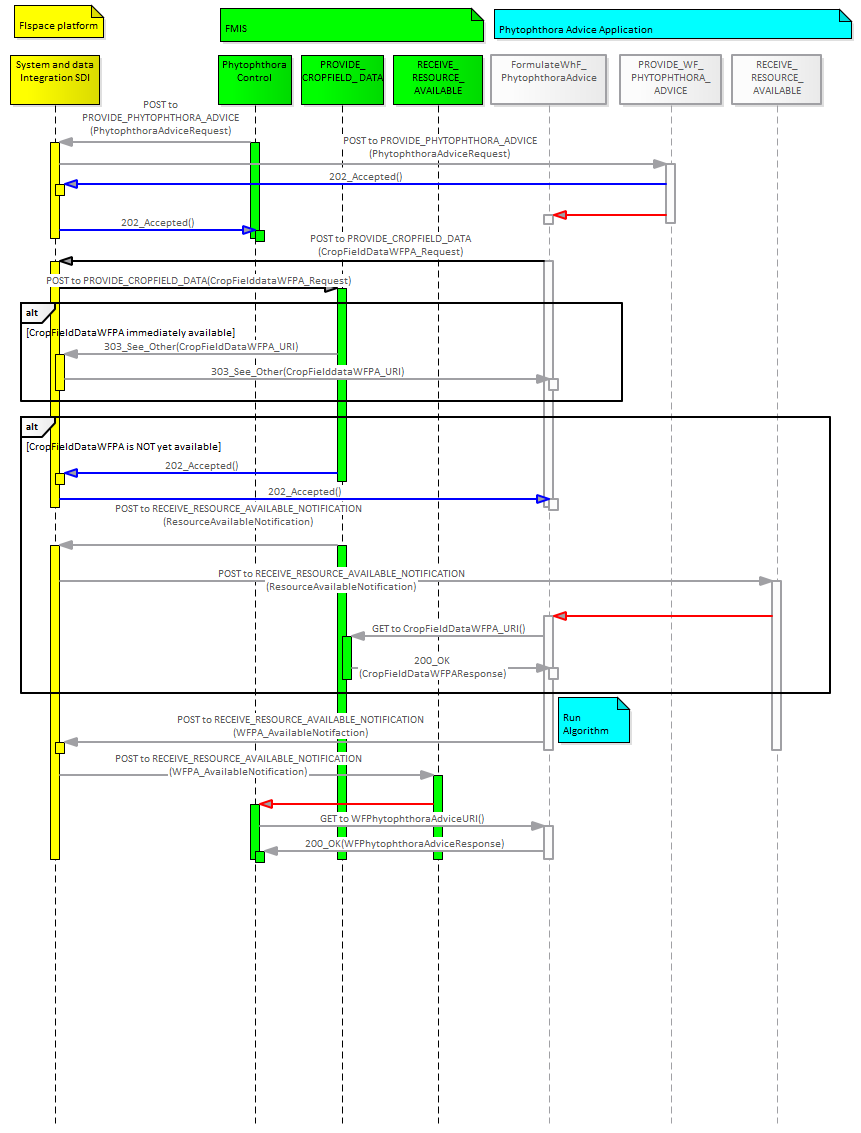 FIspace platform
FMIS
Phytophthora Advice Application
System and data
Integration SDI
Phytophthora
Control
PROVIDE_
CROPFIELD_DATA
RECEIVE_
RESOURCE_
AVAILABLE
FormulateWhF_
PhytophthoraAdvice
PROVIDE_WF_
PHYTOPHTHORA_
ADVICE
RECEIVE_
RESOURCE_
AVAILABLE
POST to
PROVIDE_PHYTOPHTHORA_ADVICE
(PhytophthoraAdviceRequest)
POST to PROVIDE_PHYTOPHTHORA_ADVICE
(PhytophthoraAdviceRequest)
202_Accepted()
202_Accepted()
POST to PROVIDE_CROPFIELD_DATA
(CropFieldDataWFPA_Request)
POST to PROVIDE_CROPFIELD_DATA(CropFielddataWFPA_Request)
alt
[CropFieldDataWFPA immediately available]
303_See_Other(CropFieldDataWFPA_URI)
303_See_Other(CropFielddataWFPA_URI)
alt
[CropFieldDataWFPA is NOT yet available]
202_Accepted()
202_Accepted()
POST to RECEIVE_RESOURCE_AVAILABLE_NOTIFICATION
(ResourceAvailableNotification)
POST to RECEIVE_RESOURCE_AVAILABLE_NOTIFICATION
(ResourceAvailableNotification)
GET to CropFieldDataWFPA_URI()
200_OK
(CropFieldDataWFPAResponse)
Run
Algorithm
POST to RECEIVE_RESOURCE_AVAILABLE_NOTIFICATION
(WFPA_AvailableNotifaction)
POST to RECEIVE_RESOURCE_AVAILABLE_NOTIFICATION
(WFPA_AvailableNotification)
GET to WFPhytophthoraAdviceURI()
200_OK(WFPhytophthoraAdviceResponse)